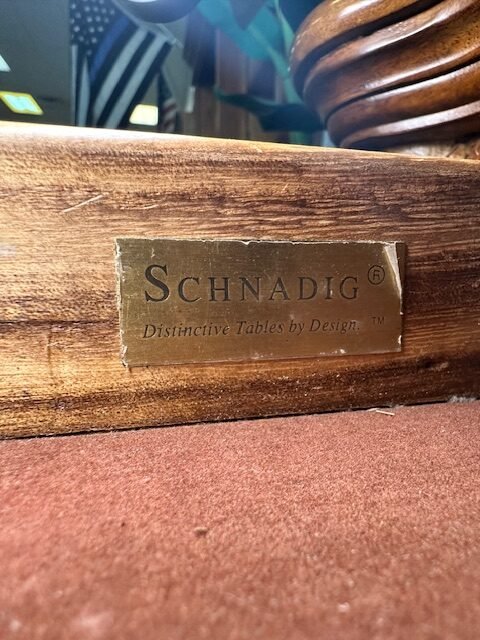 SCHNADIG®
Distinctive Tables by Design.™